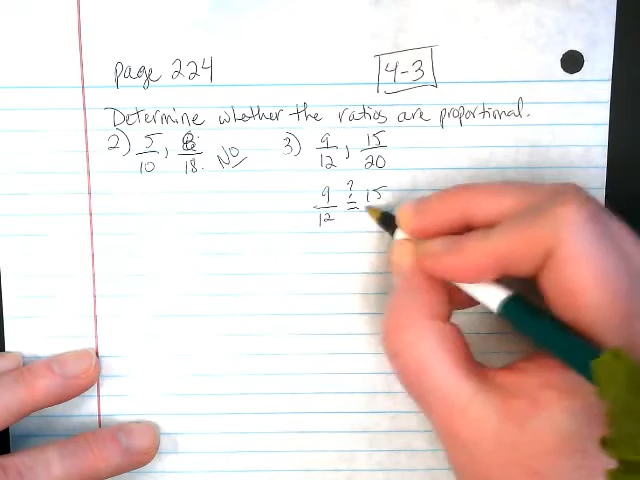 page 224 4-3
Determine whether the ratios are proportional.
2) 5/10, 8/18. NO 3) 9/12, 15/20
9/12 ?= 15